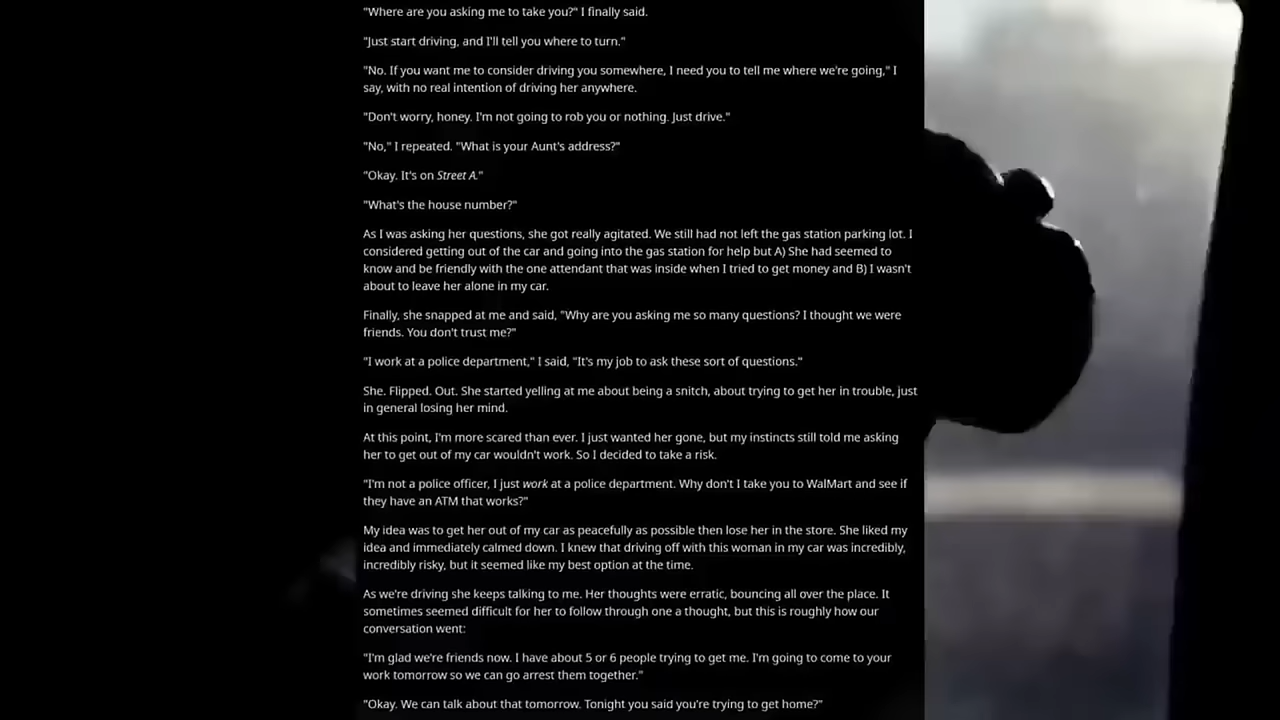 "Where are you asking me to take you?" I finally said.
"Just start driving, and I'll tell you where to turn."
"No. If you want me to consider driving you somewhere, I need you to tell me where we're going," I
say, with no real intention of driving her anywhere.
"Don't worry, honey. I'm not going to rob you or nothing. Just drive."
"No," I repeated. "What is your Aunt's address?"
"Okay. It's on Street A."
"What's the house number?"
As I was asking her questions, she got really agitated. We still had not left the gas station parking lot. I
considered getting out of the car and going into the gas station for help but A) She had seemed to
know and be friendly with the one attendant that was inside when I tried to get money and B) I wasn't
about to leave her alone in my car.
Finally, she snapped at me and said, "Why are you asking me so many questions? I thought we were
friends. You don't trust me?"
"I work at a police department," I said, "It's my job to ask these sort of questions."
She. Flipped. Out. She started yelling at me about being a snitch, about trying to get her in trouble, just
in general losing her mind.
At this point, I'm more scared than ever. I just wanted her gone, but my instincts still told me asking
her to get out of my car wouldn't work. So I decided to take a risk.
"I'm not a police officer, I just work at a police department. Why don't I take you to WalMart and see if
they have an ATM that works?"
My idea was to get her out of my car as peacefully as possible then lose her in the store. She liked my
idea and immediately calmed down. I knew that driving off with this woman in my car was incredibly,
incredibly risky, but it seemed like my best option at the time.
As we're driving she keeps talking to me. Her thoughts were erratic, bouncing all over the place. It
sometimes seemed difficult for her to follow through one a thought, but this is roughly how our
conversation went:
"I'm glad we're friends now. I have about 5 or 6 people trying to get me. I'm going to come to your
work tomorrow so we can go arrest them together."
"Okay. We can talk about that tomorrow. Tonight you said you're trying to get home?"